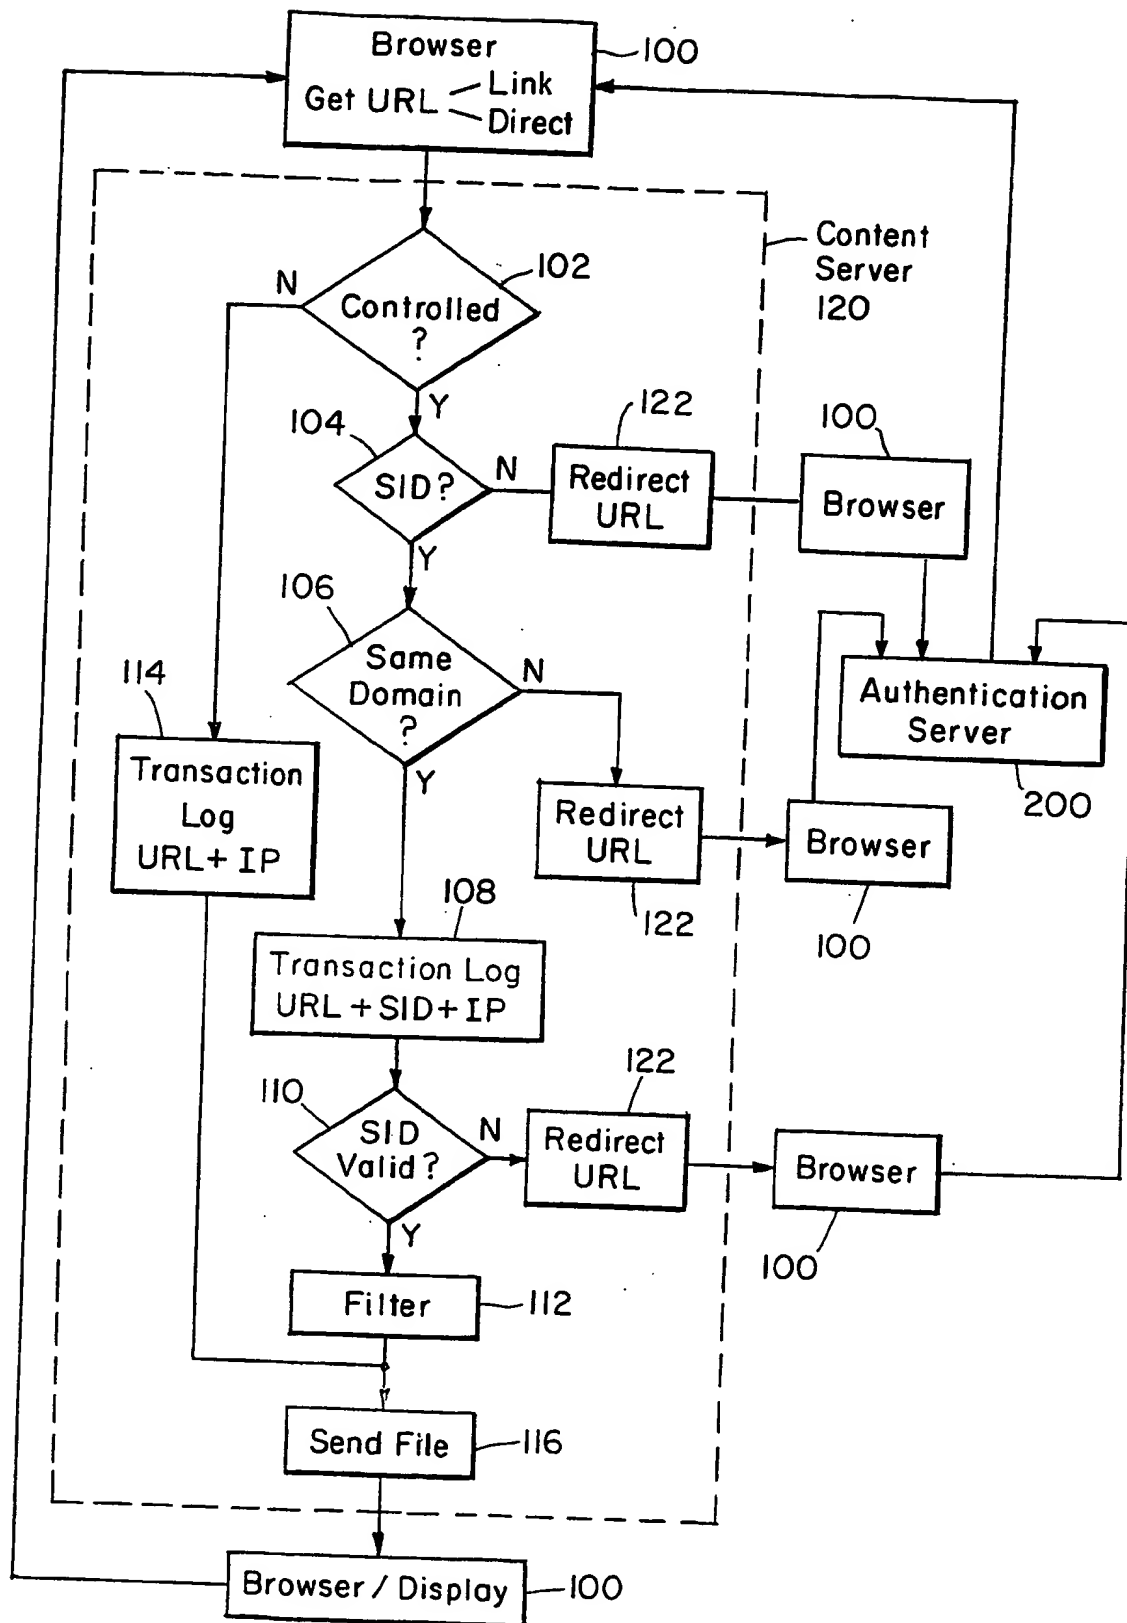 Browser
100
Get URL
Link
Direct
Content
Server
120
102
N
Controlled
?
Y
104
SID?
N
122
Redirect
URL
100
Browser
Y
106
Same
Domain
?
N
114
Authentication
Server
200
Transaction
Log
URL + IP
Y
Redirect
URL
122
Browser
100
108
Transaction Log
URL + SID + IP
110
SID
Valid?
N
122
Redirect
URL
Browser
100
Y
Filter
112
Send File
116
Browser / Display
100